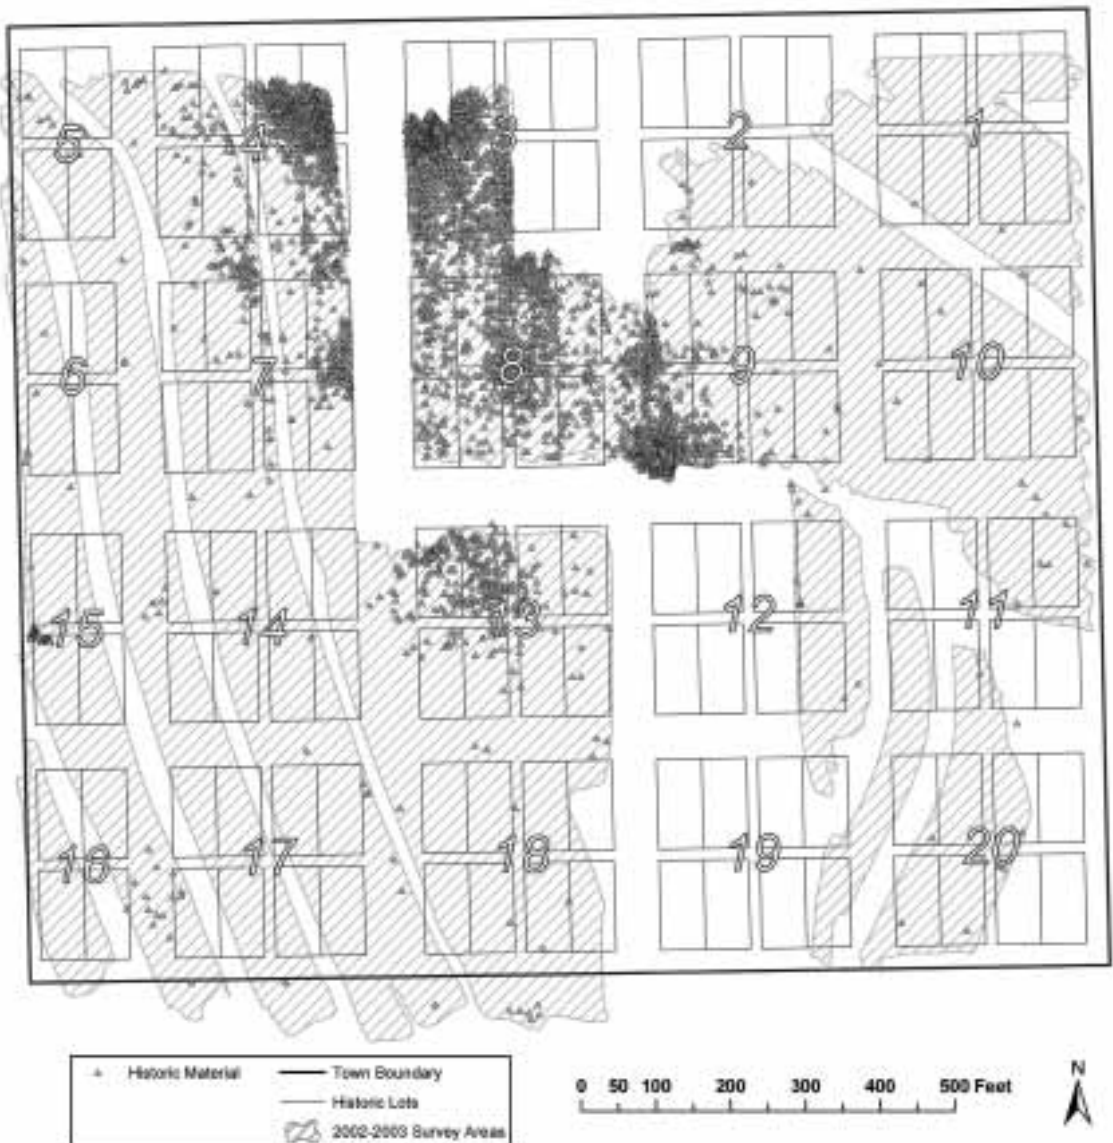 5 4 3 2 1
6 7 8 9 10
15 14 13 12 11
16 17 18 19 20
Historic Material
Town Boundary
Historic Lots
2002-2003 Survey Areas
0 50 100 200 300 400 500 Feet
N